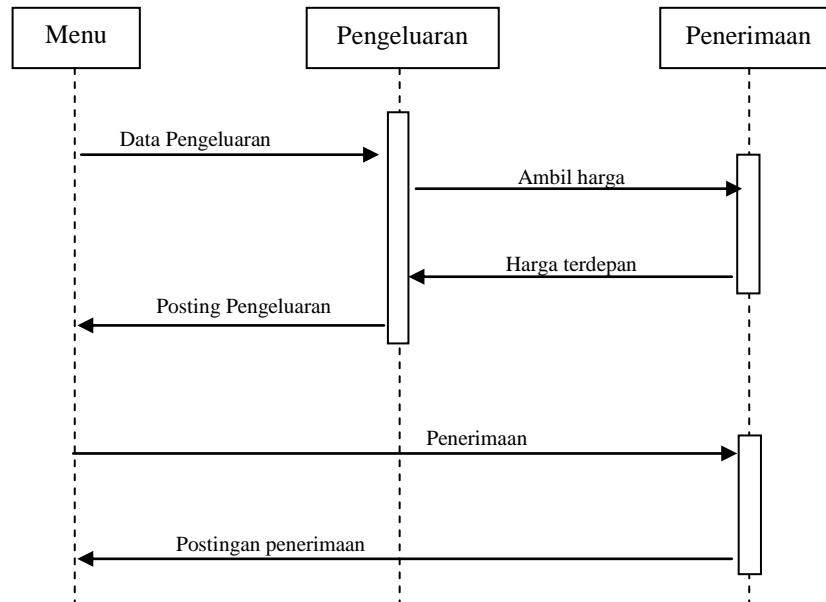 Menu
Pengeluaran
Penerimaan
Data Pengeluaran
Ambil harga
Harga terdepan
Posting Pengeluaran
Penerimaan
Postingan penerimaan